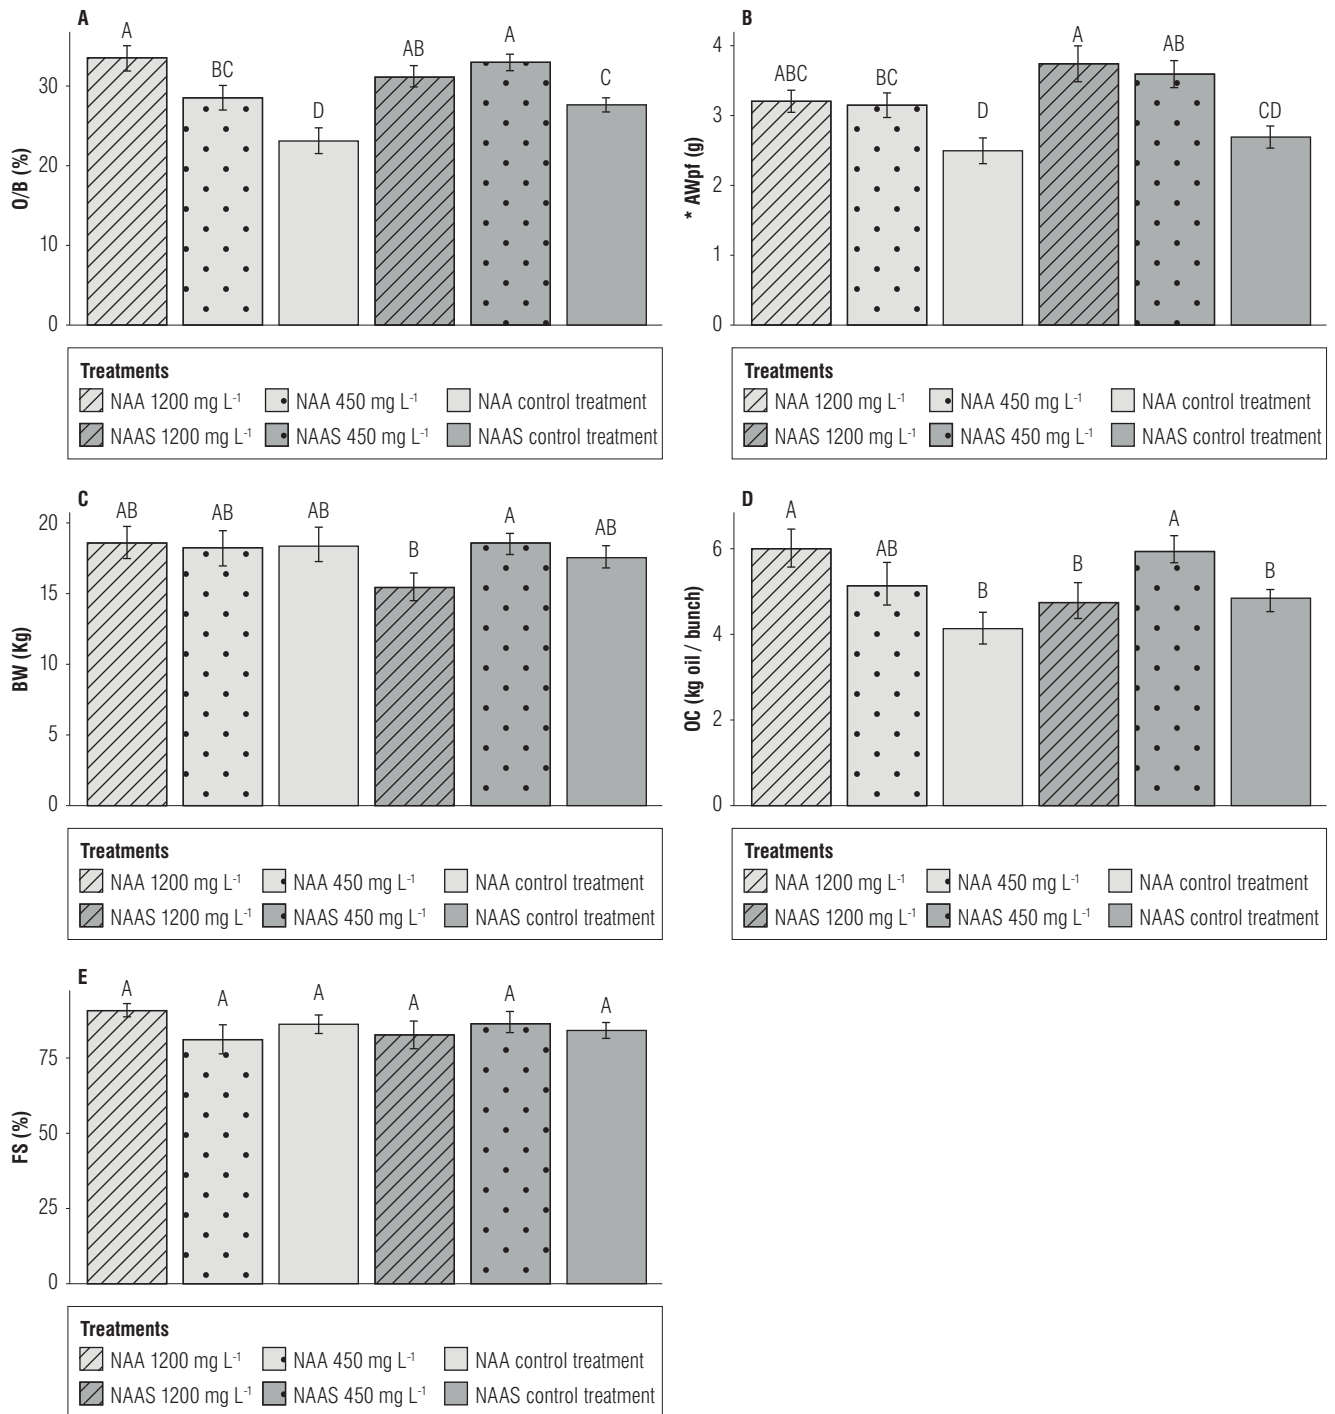 A
O/B (%)
30
20
10
0
A
BC
D
AB
A
C
Treatments
NAA 1200 mg L⁻¹ NAA 450 mg L⁻¹ NAA control treatment
NAAS 1200 mg L⁻¹ NAAS 450 mg L⁻¹ NAAS control treatment
B
* AWpf (g)
4
3
2
1
0
ABC
BC
D
A
AB
CD
Treatments
NAA 1200 mg L⁻¹ NAA 450 mg L⁻¹ NAA control treatment
NAAS 1200 mg L⁻¹ NAAS 450 mg L⁻¹ NAAS control treatment
C
BW (Kg)
20
15
10
5
0
AB
AB
AB
B
A
AB
Treatments
NAA 1200 mg L⁻¹ NAA 450 mg L⁻¹ NAA control treatment
NAAS 1200 mg L⁻¹ NAAS 450 mg L⁻¹ NAAS control treatment
D
OC (kg oil / bunch)
6
4
2
0
A
AB
B
B
A
B
Treatments
NAA 1200 mg L⁻¹ NAA 450 mg L⁻¹ NAA control treatment
NAAS 1200 mg L⁻¹ NAAS 450 mg L⁻¹ NAAS control treatment
E
FS (%)
75
50
25
0
A
A
A
A
A
A
Treatments
NAA 1200 mg L⁻¹ NAA 450 mg L⁻¹ NAA control treatment
NAAS 1200 mg L⁻¹ NAAS 450 mg L⁻¹ NAAS control treatment